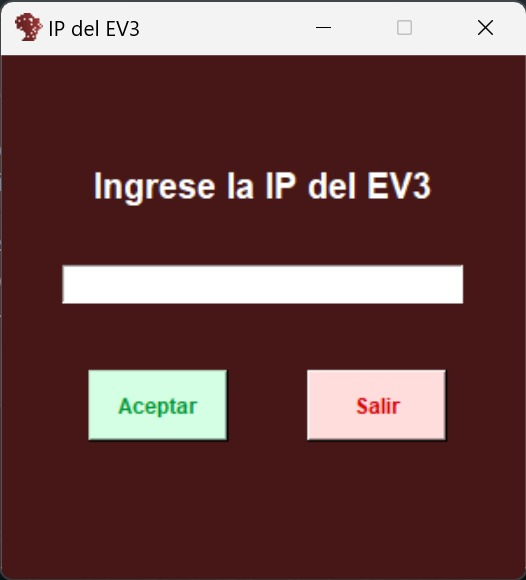 IP del EV3
Ingrese la IP del EV3
Aceptar
Salir